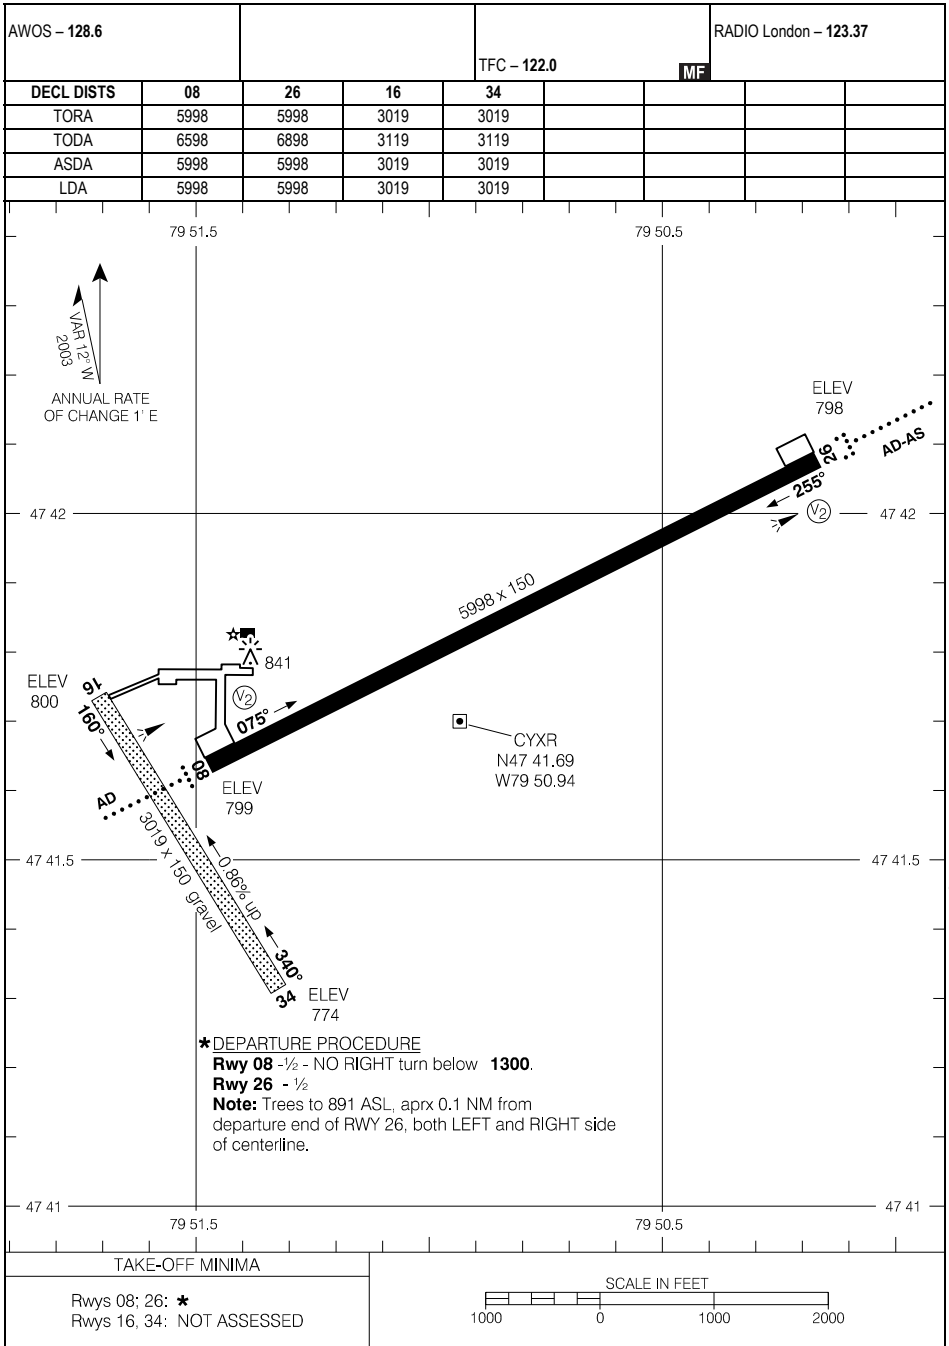 AWOS – 128.6
RADIO London – 123.37
TFC – 122.0
MF
DECL DISTS 08 26 16 34
TORA 5998 5998 3019 3019
TODA 6598 6898 3119 3119
ASDA 5998 5998 3019 3019
LDA 5998 5998 3019 3019
79 51.5 79 50.5
VAR 12° W
2003
ANNUAL RATE
OF CHANGE 1' E
ELEV
798
AD-AS
26
255°
V2
47 42 47 42
5998 x 150
841
ELEV
800
16
160°
V2
075°
08
ELEV
799
AD
CYXR
N47 41.69
W79 50.94
3019 x 150 gravel
47 41.5 47 41.5
0.86% up
340°
34
ELEV
774
* DEPARTURE PROCEDURE
Rwy 08 -½ - NO RIGHT turn below 1300.
Rwy 26 - ½
Note: Trees to 891 ASL, aprx 0.1 NM from
departure end of RWY 26, both LEFT and RIGHT side
of centerline.
47 41 47 41
79 51.5 79 50.5
TAKE-OFF MINIMA
Rwys 08; 26: *
Rwys 16, 34: NOT ASSESSED
SCALE IN FEET
1000 0 1000 2000